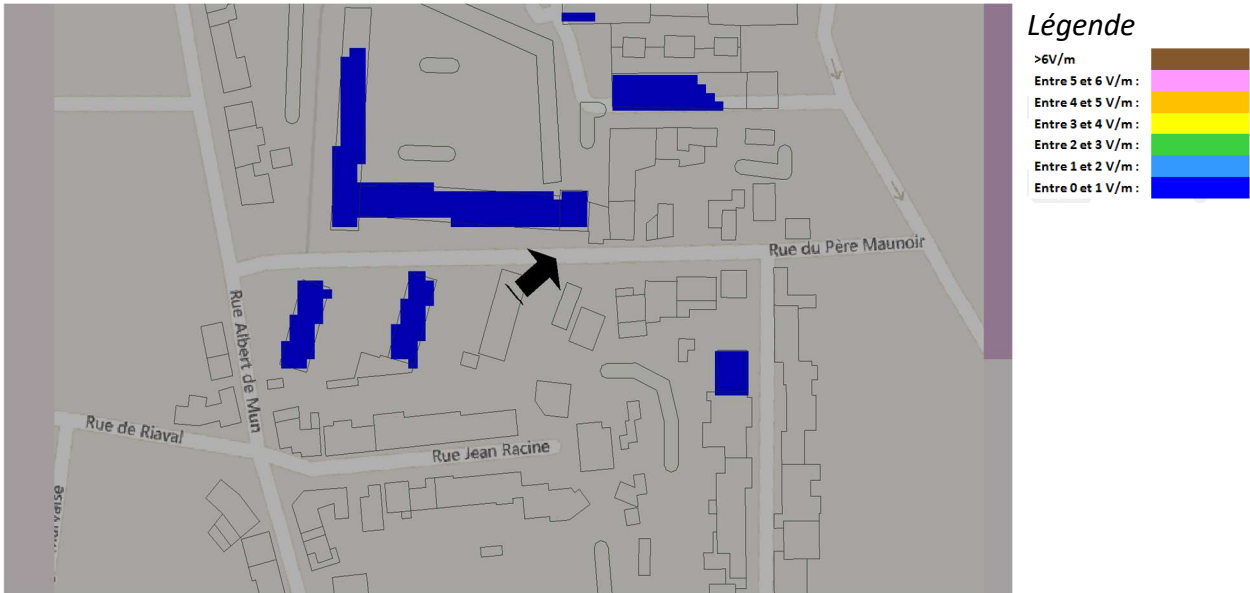 Légende
>6V/m
Entre 5 et 6 V/m :
Entre 4 et 5 V/m :
Entre 3 et 4 V/m :
Entre 2 et 3 V/m :
Entre 1 et 2 V/m :
Entre 0 et 1 V/m :
Rue du Père Maunoir
Rue Albert de Mun
Rue de Riaval
Rue Jean Racine